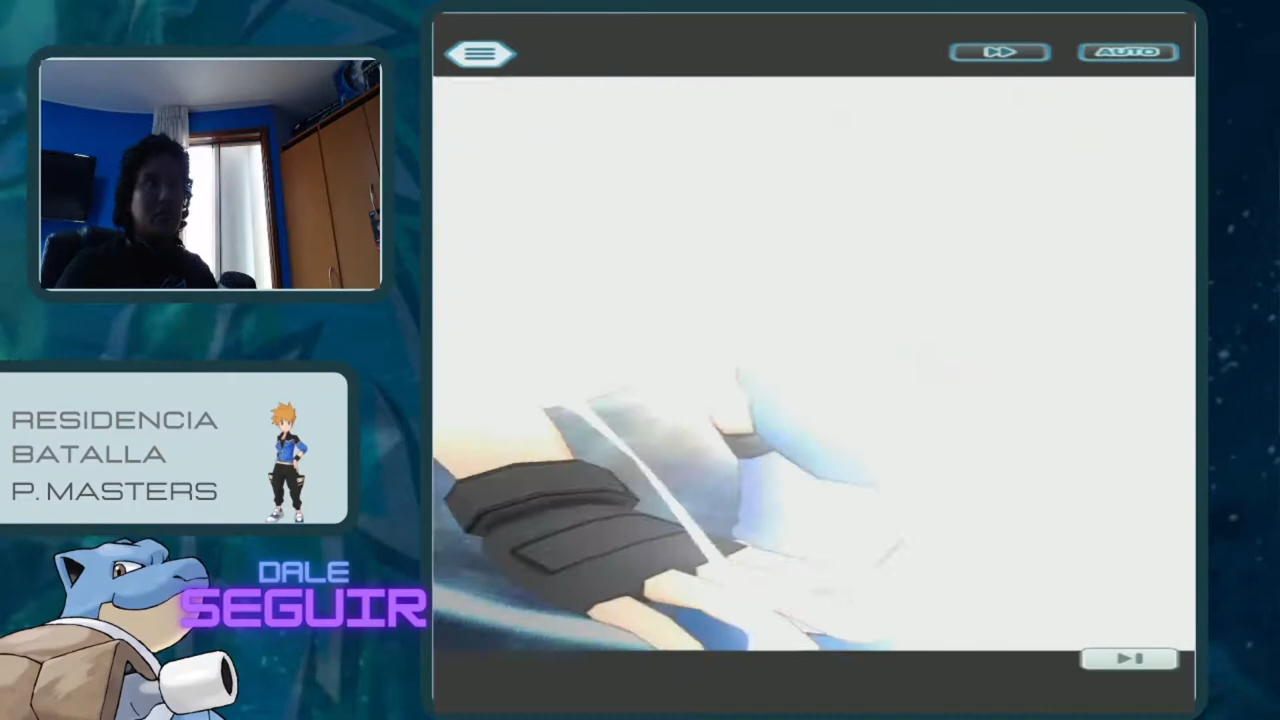 AUTO
RESIDENCIA
BATALLA
P. MASTERS
DALE
SEGUIR